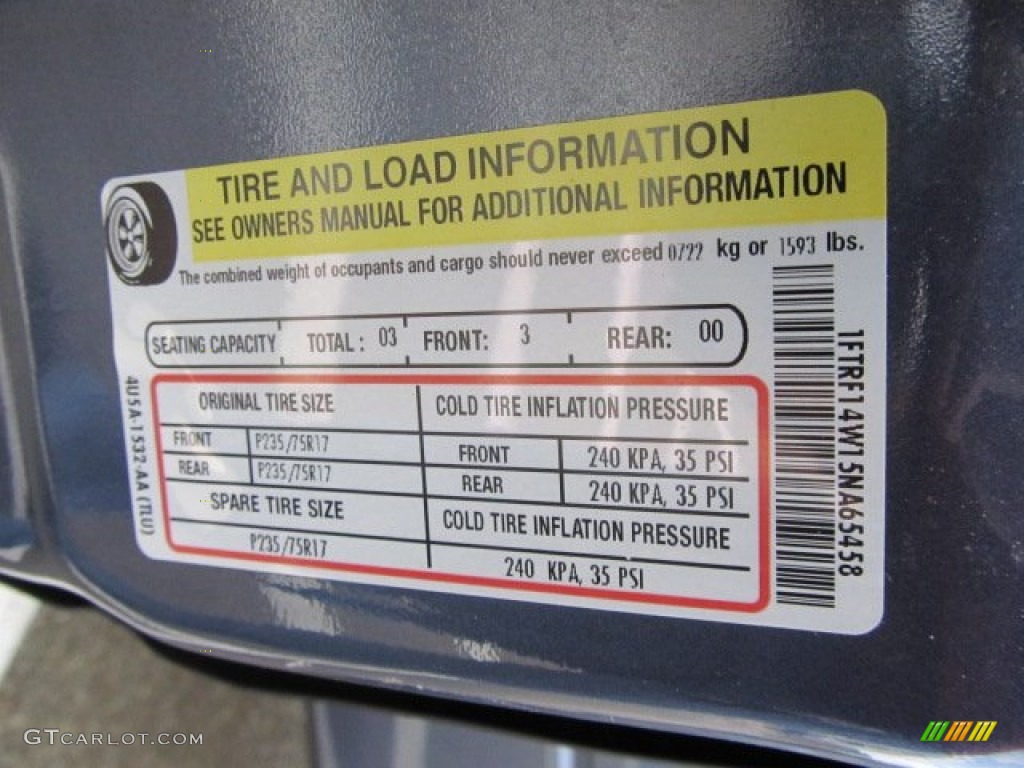 TIRE AND LOAD INFORMATION
SEE OWNERS MANUAL FOR ADDITIONAL INFORMATION
The combined weight of occupants and cargo should never exceed 0722 kg or 1593 lbs.
SEATING CAPACITY TOTAL : 03 FRONT: 3 REAR: 00
ORIGINAL TIRE SIZE COLD TIRE INFLATION PRESSURE
FRONT P235/75R17 FRONT 240 KPA, 35 PSI
REAR P235/75R17 REAR 240 KPA, 35 PSI
SPARE TIRE SIZE COLD TIRE INFLATION PRESSURE
P235/75R17 240 KPA, 35 PSI
4U5A-1532-AA (TLU)
1FTRF14W15NA65458
GTCARLOT.COM